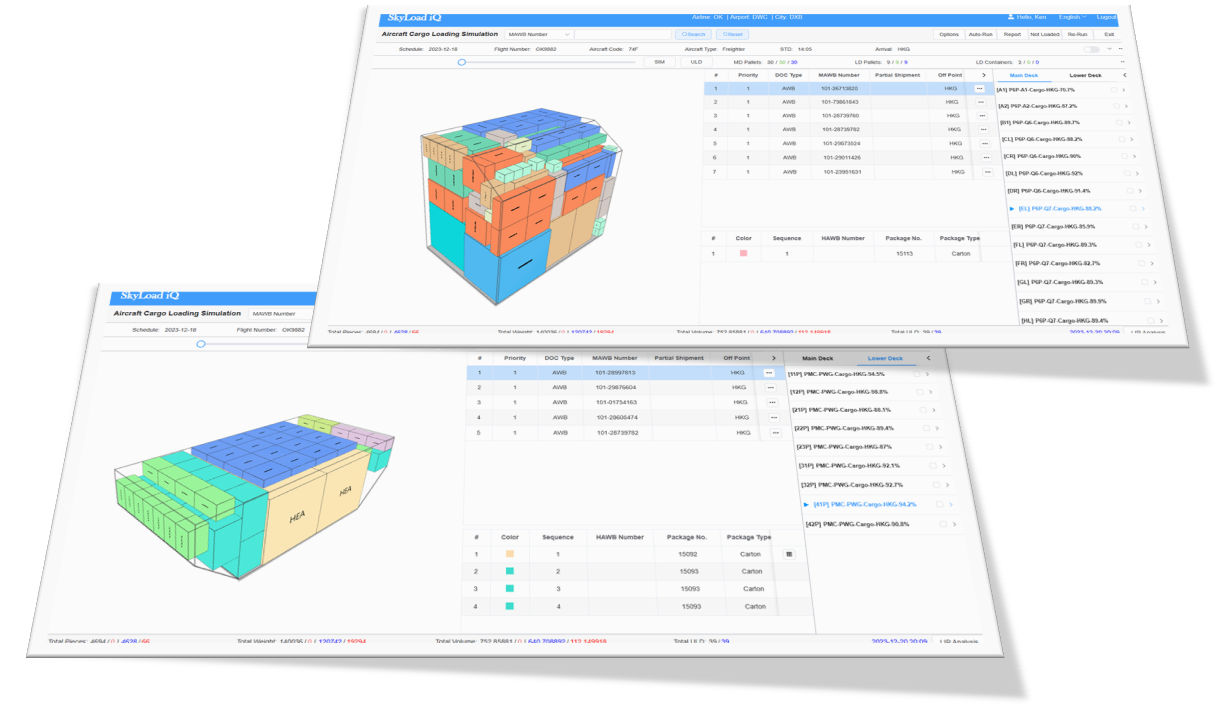 SkyLoad iQ Airline: OK | Airport: DWC | City: DXB Hello, Ken English Logout
Aircraft Cargo Loading Simulation MAWB Number Search Reset Options Auto-Run Report Not Loaded Re-Run Exit
Schedule: 2023-12-18 Flight Number: OK9882 Aircraft Code: 74F Aircraft Type: Freighter STD: 14:05 Arrival: HKG
SIM ULD MD Pallets: 30 / 30 / 30 LD Pallets: 9 / 9 / 9 LD Containers:
# Priority DOC Type MAWB Number Partial Shipment Off Point Main Deck Lower Deck
1 1 AWB HKG [A1] P6P-A1-Cargo-HKG-76.7%
2 1 AWB 101-79861843 HKG [A2] P6P-A2-Cargo-HKG-87.2%
3 1 AWB 101-28739760 HKG [B1] P6P-Q6-Cargo-HKG-89.7%
4 1 AWB 101-28739782 HKG [CL] P6P-Q6-Cargo-HKG-88.2%
5 1 AWB 101-29873524 HKG [CR] P6P-Q6-Cargo-HKG-90%
6 1 AWB 101-29011426 HKG [DL] P6P-Q6-Cargo-HKG-92%
7 1 AWB 101-23951631 HKG [DR] P6P-Q6-Cargo-HKG-91.4%
[EL] P6P-Q7-Cargo-HKG-88.2%
[ER] P6P-Q7-Cargo-HKG-85.9%
# Color Sequence HAWB Number Package No. Package Type [FL] P6P-Q7-Cargo-HKG-89.3%
1 1 15113 Carton [FR] P6P-Q7-Cargo-HKG-82.7%
[GL] P6P-Q7-Cargo-HKG-89.3%
[GR] P6P-Q7-Cargo-HKG-89.9%
[HL] P6P-Q7-Cargo-HKG-89.4%
Total Pieces: 4694 / 0 / 4628 / 66 Total Weight: 140036 / 0 / 120742 / 19294 Total Volume: 752.85881 / 0 / 640.708892 / 112.149918 Total ULD: 39 / 39 2023-12-20 20:09 LIR Analysis
SkyLoad iQ
Aircraft Cargo Loading Simulation MAWB Number
Schedule: 2023-12-18 Flight Number: OK9882
# Priority DOC Type MAWB Number Partial Shipment Off Point Main Deck Lower Deck
1 1 AWB 101-28997813 HKG [11P] PMC-PWG-Cargo-HKG-94.5%
2 1 AWB 101-29876604 HKG [12P] PMC-PWG-Cargo-HKG-98.8%
3 1 AWB 101-01754163 HKG [21P] PMC-PWG-Cargo-HKG-88.1%
4 1 AWB 101-28605474 HKG [22P] PMC-PWG-Cargo-HKG-89.4%
5 1 AWB 101-28739782 HKG [23P] PMC-PWG-Cargo-HKG-87%
[31P] PMC-PWG-Cargo-HKG-92.1%
[32P] PMC-PWG-Cargo-HKG-92.7%
HEA HEA [41P] PMC-PWG-Cargo-HKG-94.2%
[42P] PMC-PWG-Cargo-HKG-90.8%
# Color Sequence HAWB Number Package No. Package Type
1 1 15092 Carton
2 2 15093 Carton
3 3 15093 Carton
4 4 15093 Carton
Total Pieces: 4694 / 0 / 4628 / 66 Total Weight: 140036 / 0 / 120742 / 19294 Total Volume: 752.85881 / 0 / 640.708892 / 112.149918 Total ULD: 39 / 39 2023-12-20 20:09 LIR Analysis